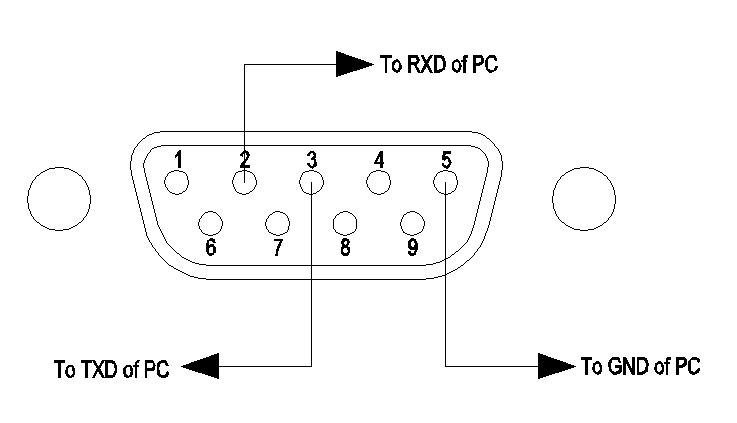 To RXD of PC
1 2 3 4 5
6 7 8 9
To TXD of PC
To GND of PC